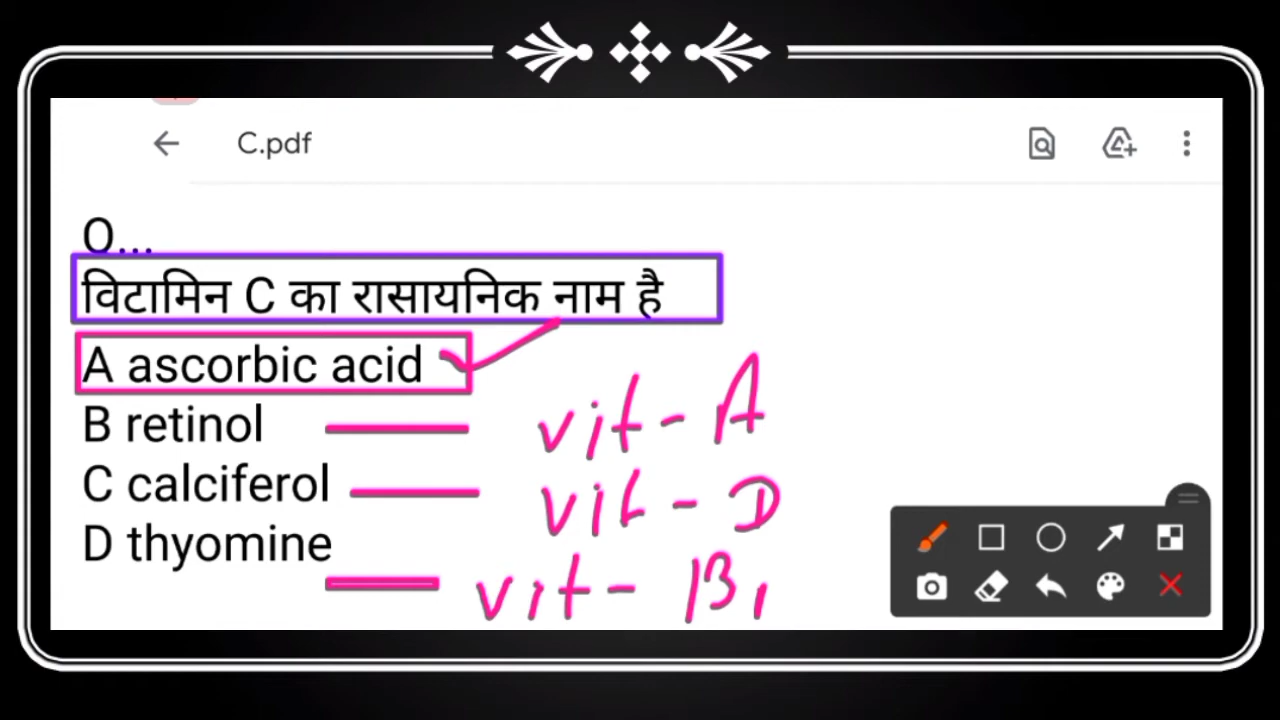 C.pdf
Q...
विटामिन C का रासायनिक नाम है
A ascorbic acid
B retinol vit - A
C calciferol vit - D
D thyomine
vit - B₁